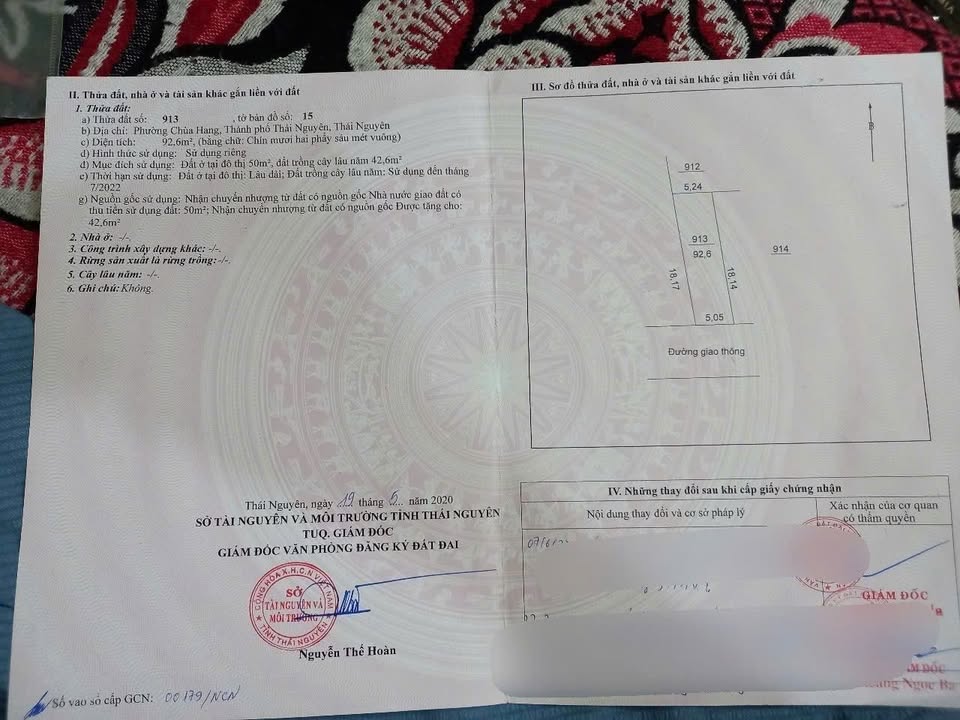 II. Thửa đất, nhà ở và tài sản khác gắn liền với đất
1. Thửa đất:
a) Thửa đất số: 913 , tờ bản đồ số: 15
b) Địa chỉ: Phường Chùa Hang, Thành phố Thái Nguyên, Thái Nguyên
c) Diện tích: 92,6m², (bằng chữ: Chín mươi hai phẩy sáu mét vuông)
d) Hình thức sử dụng: Sử dụng riêng
đ) Mục đích sử dụng: Đất ở tại đô thị 50m², đất trồng cây lâu năm 42,6m²
e) Thời hạn sử dụng: Đất ở tại đô thị: Lâu dài; Đất trồng cây lâu năm: Sử dụng đến tháng
7/2022
g) Nguồn gốc sử dụng: Nhận chuyển nhượng từ đất có nguồn gốc Nhà nước giao đất có
thu tiền sử dụng đất: 50m²; Nhận chuyển nhượng từ đất có nguồn gốc Được tặng cho:
42,6m²
2. Nhà ở: -/-.
3. Công trình xây dựng khác: -/-.
4. Rừng sản xuất là rừng trồng: -/-.
5. Cây lâu năm: -/-.
6. Ghi chú: Không.
Thái Nguyên, ngày 19 tháng 5 năm 2020
SỞ TÀI NGUYÊN VÀ MÔI TRƯỜNG TỈNH THÁI NGUYÊN
TUQ. GIÁM ĐỐC
GIÁM ĐỐC VĂN PHÒNG ĐĂNG KÝ ĐẤT ĐAI
CỘNG HÒA X.H.C.N VIỆT NAM
SỞ
TÀI NGUYÊN VÀ
MÔI TRƯỜNG
TỈNH THÁI NGUYÊN
Nguyễn Thế Hoàn
Số vào sổ cấp GCN: 00179/NCN
III. Sơ đồ thửa đất, nhà ở và tài sản khác gắn liền với đất
B
912
5,24
913
92,6
914
18,17
18,14
5,05
Đường giao thông
IV. Những thay đổi sau khi cấp giấy chứng nhận
Nội dung thay đổi và cơ sở pháp lý
Xác nhận của cơ quan
có thẩm quyền
GIÁM ĐỐC